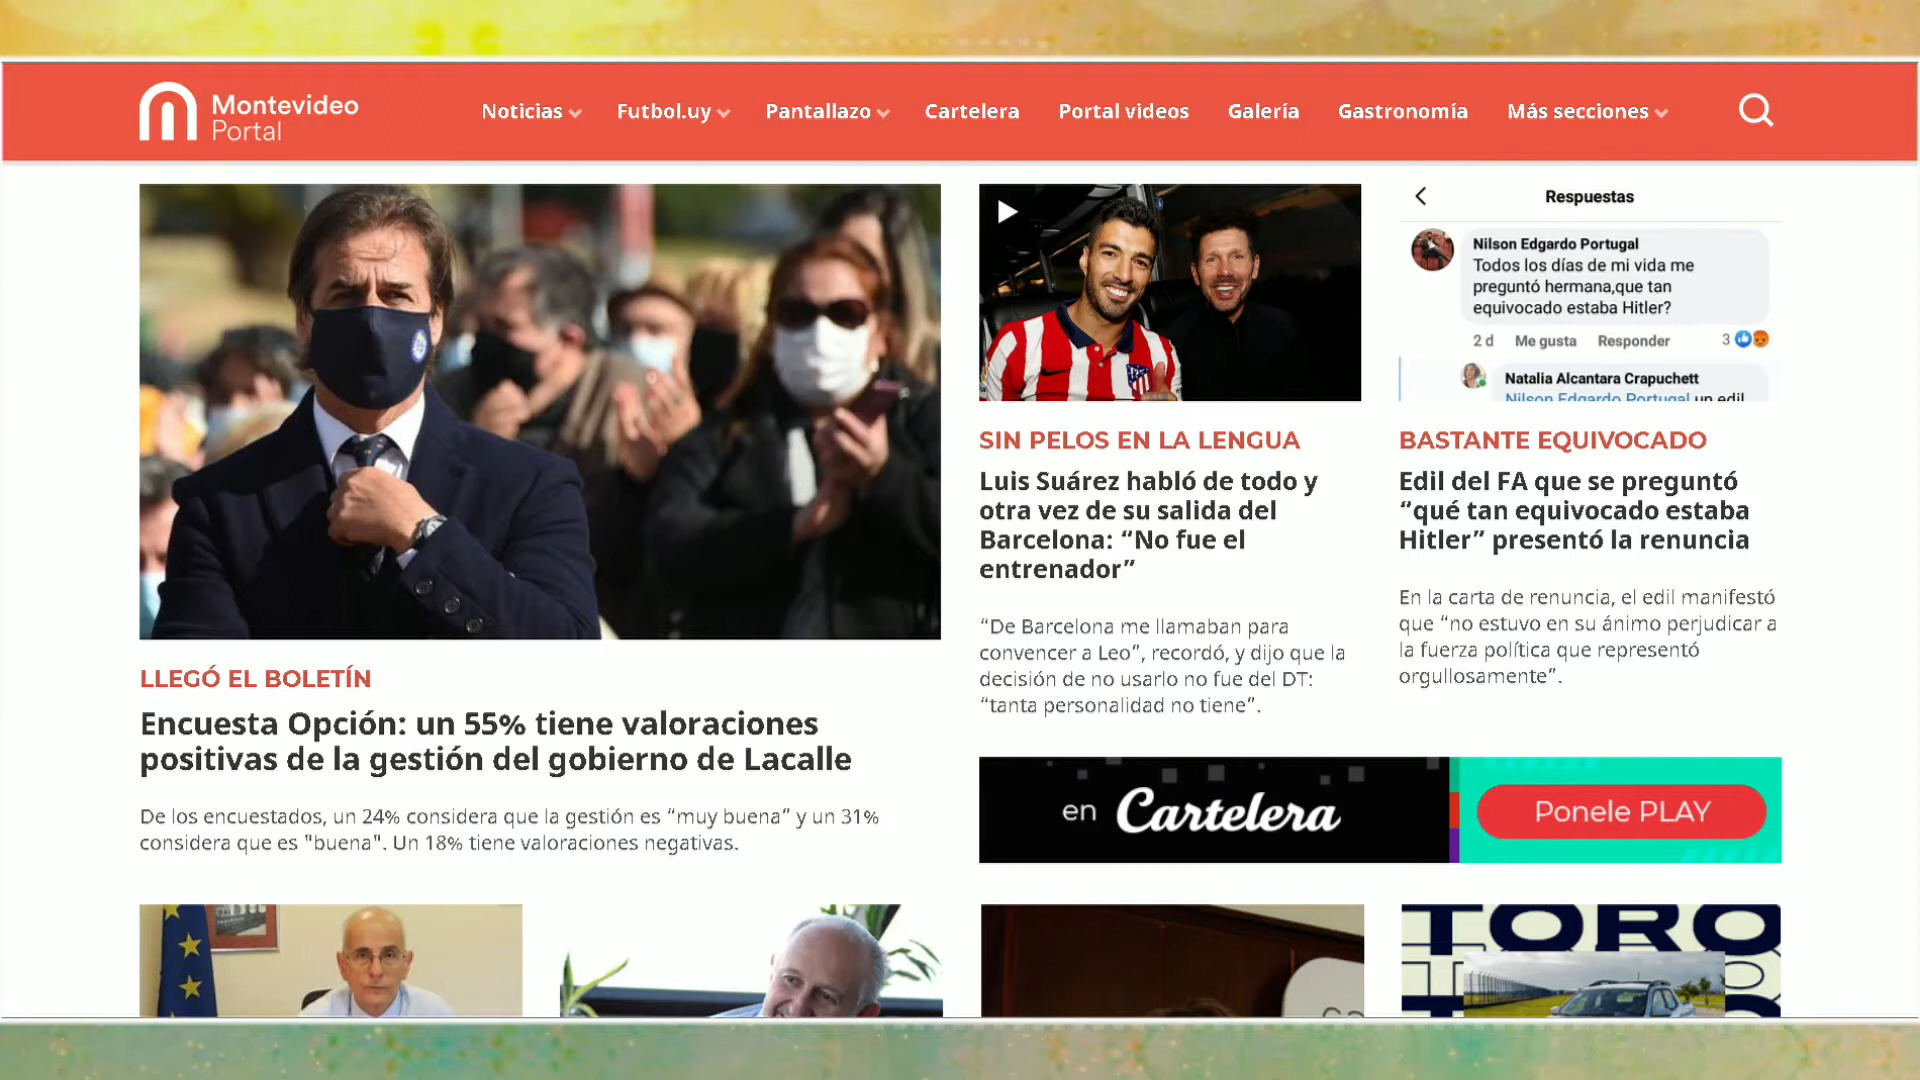 Montevideo
Portal
Noticias
Futbol.uy
Pantallazo
Cartelera
Portal videos
Galería
Gastronomía
Más secciones
LLEGÓ EL BOLETÍN
Encuesta Opción: un 55% tiene valoraciones
positivas de la gestión del gobierno de Lacalle
De los encuestados, un 24% considera que la gestión es “muy buena” y un 31%
considera que es "buena". Un 18% tiene valoraciones negativas.
SIN PELOS EN LA LENGUA
Luis Suárez habló de todo y
otra vez de su salida del
Barcelona: “No fue el
entrenador”
“De Barcelona me llamaban para
convencer a Leo”, recordó, y dijo que la
decisión de no usarlo no fue del DT:
“tanta personalidad no tiene”.
Respuestas
Nilson Edgardo Portugal
Todos los días de mi vida me
preguntó hermana,que tan
equivocado estaba Hitler?
2 d Me gusta Responder 3
Natalia Alcantara Crapuchett
Nilson Edgardo Portugal un edil
BASTANTE EQUIVOCADO
Edil del FA que se preguntó
“qué tan equivocado estaba
Hitler” presentó la renuncia
En la carta de renuncia, el edil manifestó
que “no estuvo en su ánimo perjudicar a
la fuerza política que representó
orgullosamente”.
en Cartelera
Ponele PLAY
TORO